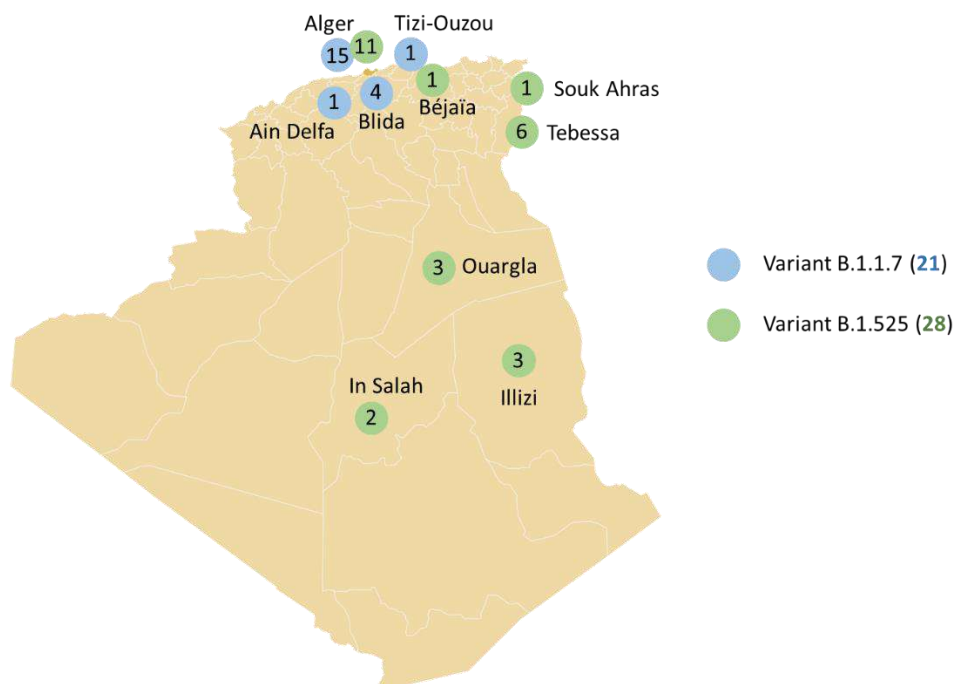 Alger
Tizi-Ouzou
15
11
1
1
1
Souk Ahras
1
4
Béjaïa
Ain Delfa
Blida
6
Tebessa
3
Ouargla
Variant B.1.1.7 (21)
Variant B.1.525 (28)
3
Illizi
In Salah
2